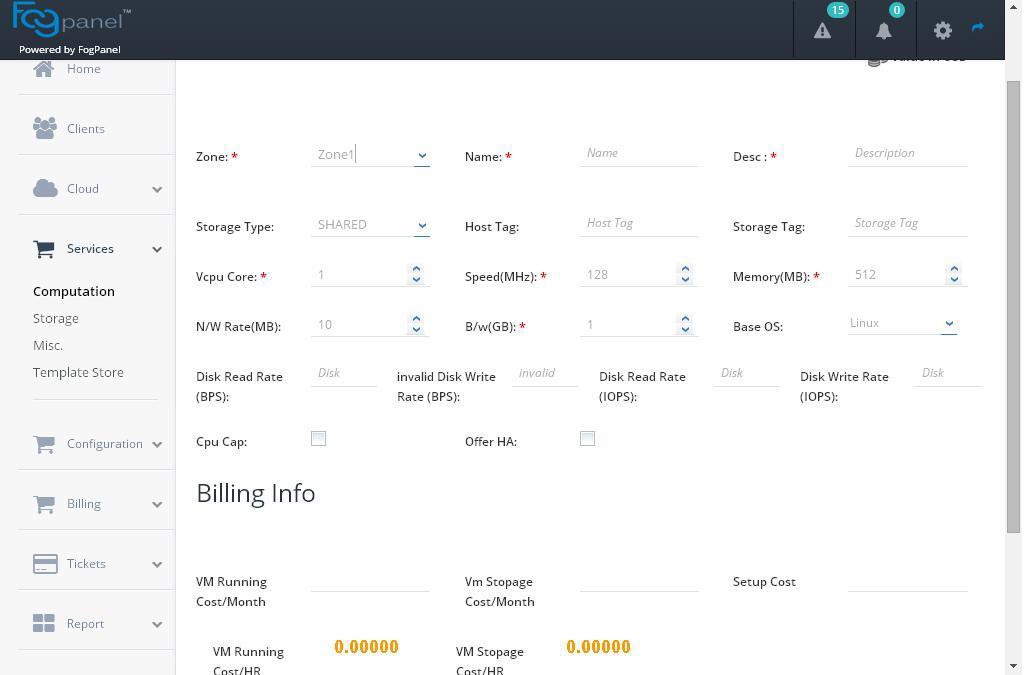 Fogpanel™
Powered by FogPanel
15
0
Home
Clients
Cloud
Services
Computation
Storage
Misc.
Template Store
Configuration
Billing
Tickets
Report
Zone: * Zone1 Name: * Name Desc : * Description
Storage Type: SHARED Host Tag: Host Tag Storage Tag: Storage Tag
Vcpu Core: * 1 Speed(MHz): * 128 Memory(MB): * 512
N/W Rate(MB): 10 B/w(GB): * 1 Base OS: Linux
Disk Read Rate (BPS): Disk
invalid Disk Write Rate (BPS): invalid
Disk Read Rate (IOPS): Disk
Disk Write Rate (IOPS): Disk
Cpu Cap: Offer HA:
Billing Info
VM Running Cost/Month
Vm Stopage Cost/Month
Setup Cost
VM Running Cost/HR 0.00000
VM Stopage Cost/HR 0.00000